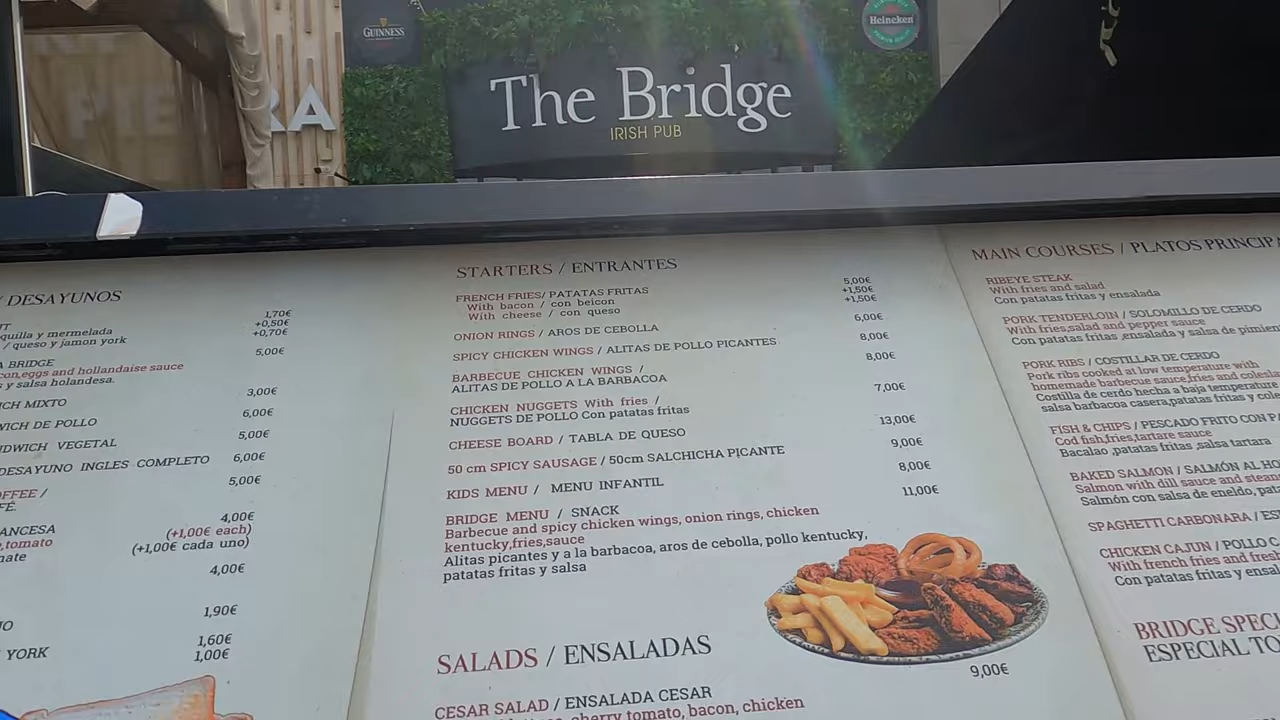 GUINNESS
Heineken
The Bridge
IRISH PUB
RA
/ DESAYUNOS
1,70€
quilla y mermelada +0,50€
/ queso y jamon york +0,70€
A BRIDGE 5,00€
con,eggs and hollandaise sauce
s y salsa holandesa.
ICH MIXTO 3,00€
WICH DE POLLO 6,00€
DWICH VEGETAL 5,00€
DESAYUNO INGLES COMPLETO 6,00€
OFFEE / 5,00€
FÉ.
ANCESA 4,00€
,tomato (+1,00€ each)
mate (+1,00€ cada uno)
4,00€
1,90€
1,60€
YORK 1,00€
STARTERS / ENTRANTES
FRENCH FRIES/ PATATAS FRITAS 5,00€
With bacon / con beicon +1,50€
With cheese / con queso +1,50€
ONION RINGS / AROS DE CEBOLLA 6,00€
SPICY CHICKEN WINGS / ALITAS DE POLLO PICANTES 8,00€
BARBECUE CHICKEN WINGS / 8,00€
ALITAS DE POLLO A LA BARBACOA
CHICKEN NUGGETS With fries / 7,00€
NUGGETS DE POLLO Con patatas fritas
CHEESE BOARD / TABLA DE QUESO 13,00€
50 cm SPICY SAUSAGE / 50cm SALCHICHA PICANTE 9,00€
KIDS MENU / MENU INFANTIL 8,00€
BRIDGE MENU / SNACK 11,00€
Barbecue and spicy chicken wings, onion rings, chicken
kentucky,fries,sauce
Alitas picantes y a la barbacoa, aros de cebolla, pollo kentucky,
patatas fritas y salsa
SALADS / ENSALADAS
CESAR SALAD / ENSALADA CESAR 9,00€
cherry tomato, bacon, chicken
MAIN COURSES / PLATOS PRINCIPA
RIBEYE STEAK
With fries and salad
Con patatas fritas y ensalada
PORK TENDERLOIN / SOLOMILLO DE CERDO
With fries,salad and pepper sauce
Con patatas fritas ,ensalada y salsa de pimien
PORK RIBS / COSTILLAR DE CERDO
Pork ribs cooked at low temperature with
homemade barbecue sauce,fries and colesla
Costilla de cerdo hecha a baja temperatura
salsa barbacoa casera,patatas fritas y cole
FISH & CHIPS / PESCADO FRITO CON P
Cod fish,fries,tartare sauce
Bacalao ,patatas fritas ,salsa tartara
BAKED SALMON / SALMÓN AL HO
Salmon with dill sauce and steam
Salmón con salsa de eneldo, pata
SPAGHETTI CARBONARA / ES
CHICKEN CAJUN / POLLO C
With french fries and fresh
Con patatas fritas y ensal
BRIDGE SPECI
ESPECIAL TO